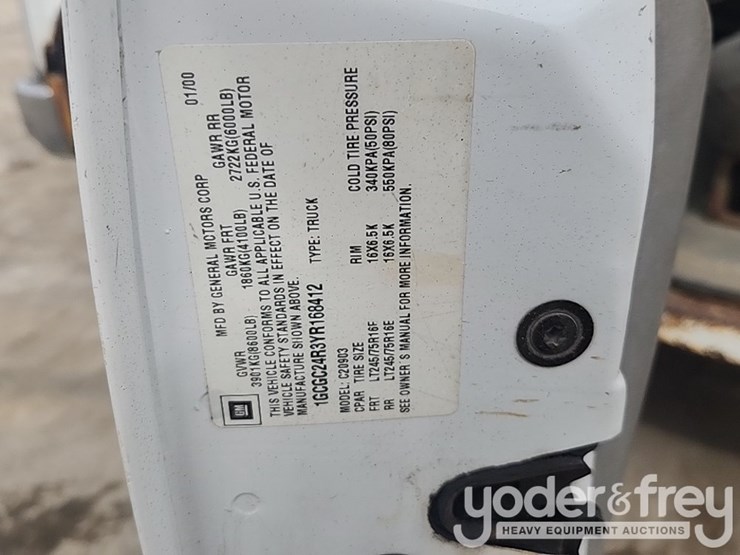 MFD BY GENERAL MOTORS CORP 01/00
GVWR GAWR FRT GAWR RR
3901KG(8600LB) 1860KG(4100LB) 2722KG(6000LB)
THIS VEHICLE CONFORMS TO ALL APPLICABLE U.S. FEDERAL MOTOR
VEHICLE SAFETY STANDARDS IN EFFECT ON THE DATE OF
MANUFACTURE SHOWN ABOVE.
1GCGC24R3YR168412 TYPE: TRUCK
MODEL: C20903
CPAR TIRE SIZE RIM COLD TIRE PRESSURE
FRT LT245/75R16F 16X6.5K 340KPA(50PSI)
RR LT245/75R16E 16X6.5K 550KPA(80PSI)
SEE OWNER'S MANUAL FOR MORE INFORMATION.
GM
yoder&frey
HEAVY EQUIPMENT AUCTIONS